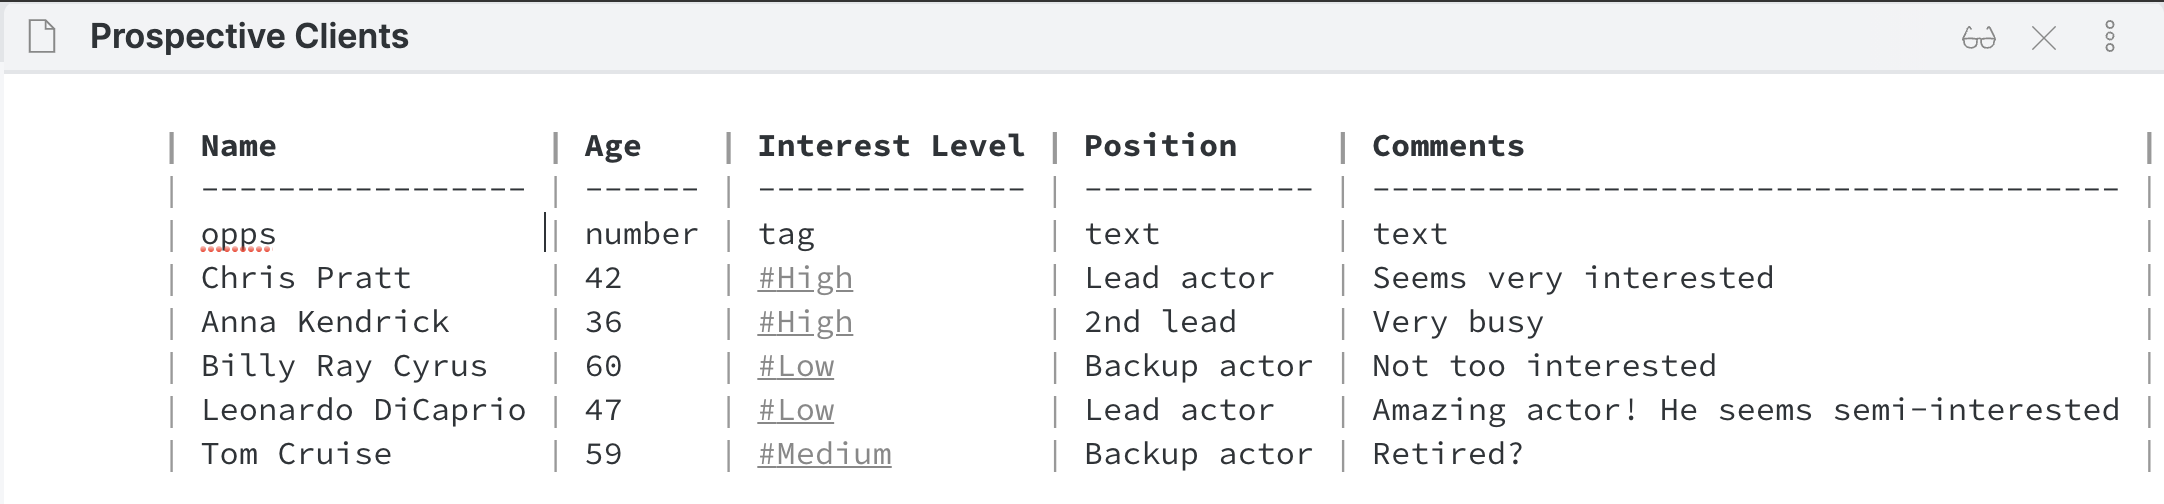 Prospective Clients
| Name              | Age    | Interest Level | Position     | Comments                                |
| ----------------- | ------ | -------------- | ------------ | --------------------------------------- |
| opps              | number | tag            | text         | text                                    |
| Chris Pratt       | 42     | #High          | Lead actor   | Seems very interested                   |
| Anna Kendrick     | 36     | #High          | 2nd lead     | Very busy                               |
| Billy Ray Cyrus   | 60     | #Low           | Backup actor | Not too interested                      |
| Leonardo DiCaprio | 47     | #Low           | Lead actor   | Amazing actor! He seems semi-interested |
| Tom Cruise        | 59     | #Medium        | Backup actor | Retired?                                |